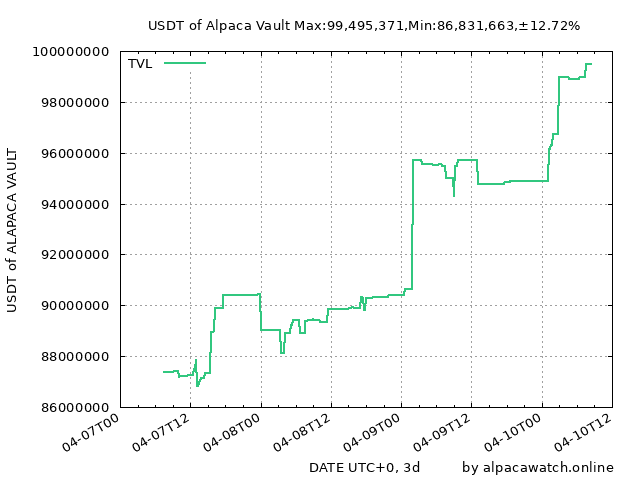 USDT of Alpaca Vault Max:99,495,371,Min:86,831,663,±12.72%
TVL
100000000
98000000
96000000
94000000
92000000
90000000
88000000
86000000
USDT of ALAPACA VAULT
04-07T00
04-07T12
04-08T00
04-08T12
04-09T00
04-09T12
04-10T00
04-10T12
DATE UTC+0, 3d
by alpacawatch.online